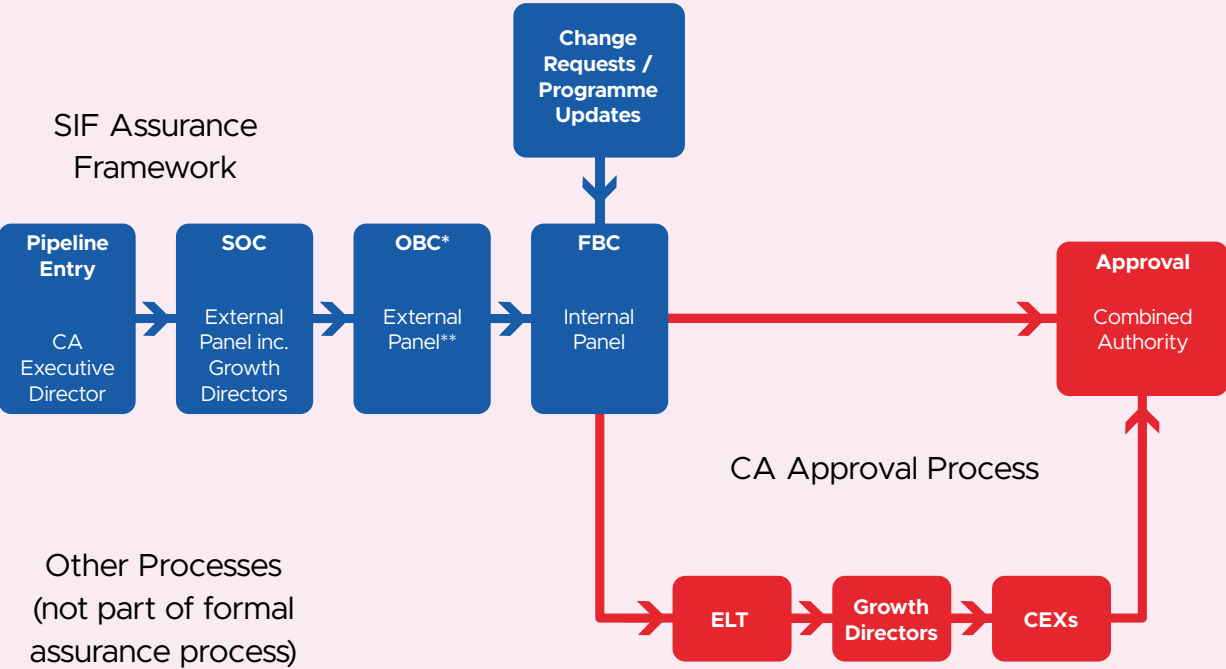 Change
Requests /
Programme
Updates
SIF Assurance
Framework
Pipeline
Entry
CA
Executive
Director
SOC
External
Panel inc.
Growth
Directors
OBC*
External
Panel**
FBC
Internal
Panel
Approval
Combined
Authority
CA Approval Process
Other Processes
(not part of formal
assurance process)
ELT
Growth
Directors
CEXs